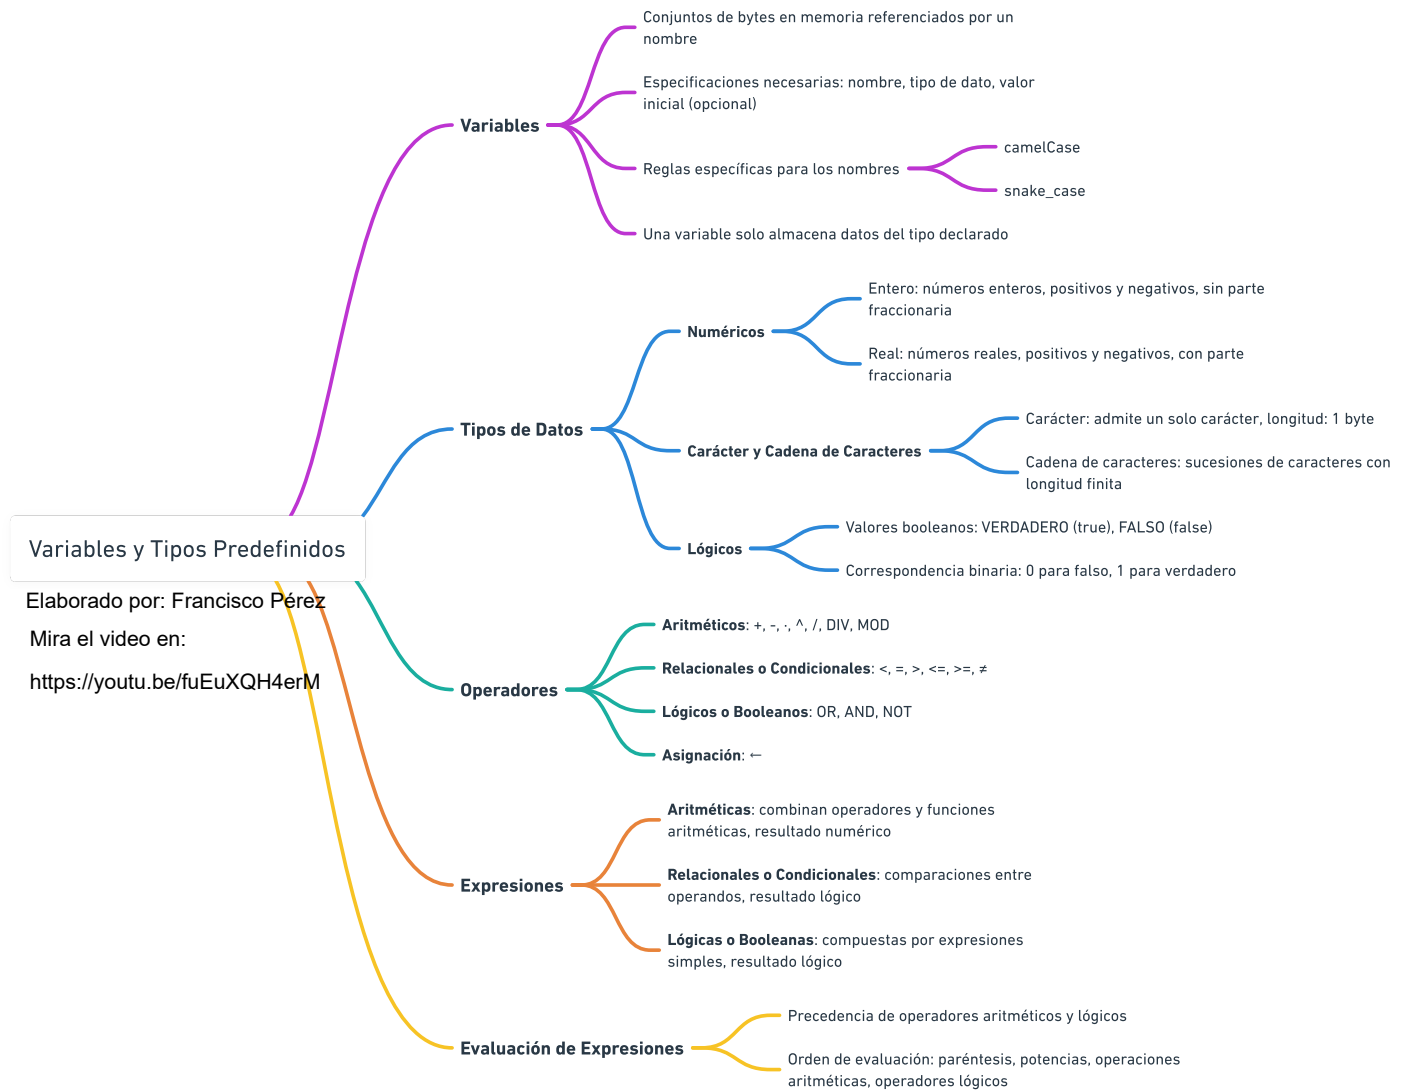 Variables y Tipos Predefinidos
Elaborado por: Francisco Pérez
Mira el video en:
https://youtu.be/fuEuXQH4erM
Variables
Conjuntos de bytes en memoria referenciados por un
nombre
Especificaciones necesarias: nombre, tipo de dato, valor
inicial (opcional)
Reglas específicas para los nombres
camelCase
snake_case
Una variable solo almacena datos del tipo declarado
Tipos de Datos
Numéricos
Entero: números enteros, positivos y negativos, sin parte
fraccionaria
Real: números reales, positivos y negativos, con parte
fraccionaria
Carácter y Cadena de Caracteres
Carácter: admite un solo carácter, longitud: 1 byte
Cadena de caracteres: sucesiones de caracteres con
longitud finita
Lógicos
Valores booleanos: VERDADERO (true), FALSO (false)
Correspondencia binaria: 0 para falso, 1 para verdadero
Operadores
Aritméticos: +, -, ·, ^, /, DIV, MOD
Relacionales o Condicionales: <, =, >, <=, >=, ≠
Lógicos o Booleanos: OR, AND, NOT
Asignación: ←
Expresiones
Aritméticas: combinan operadores y funciones
aritméticas, resultado numérico
Relacionales o Condicionales: comparaciones entre
operandos, resultado lógico
Lógicas o Booleanas: compuestas por expresiones
simples, resultado lógico
Evaluación de Expresiones
Precedencia de operadores aritméticos y lógicos
Orden de evaluación: paréntesis, potencias, operaciones
aritméticas, operadores lógicos